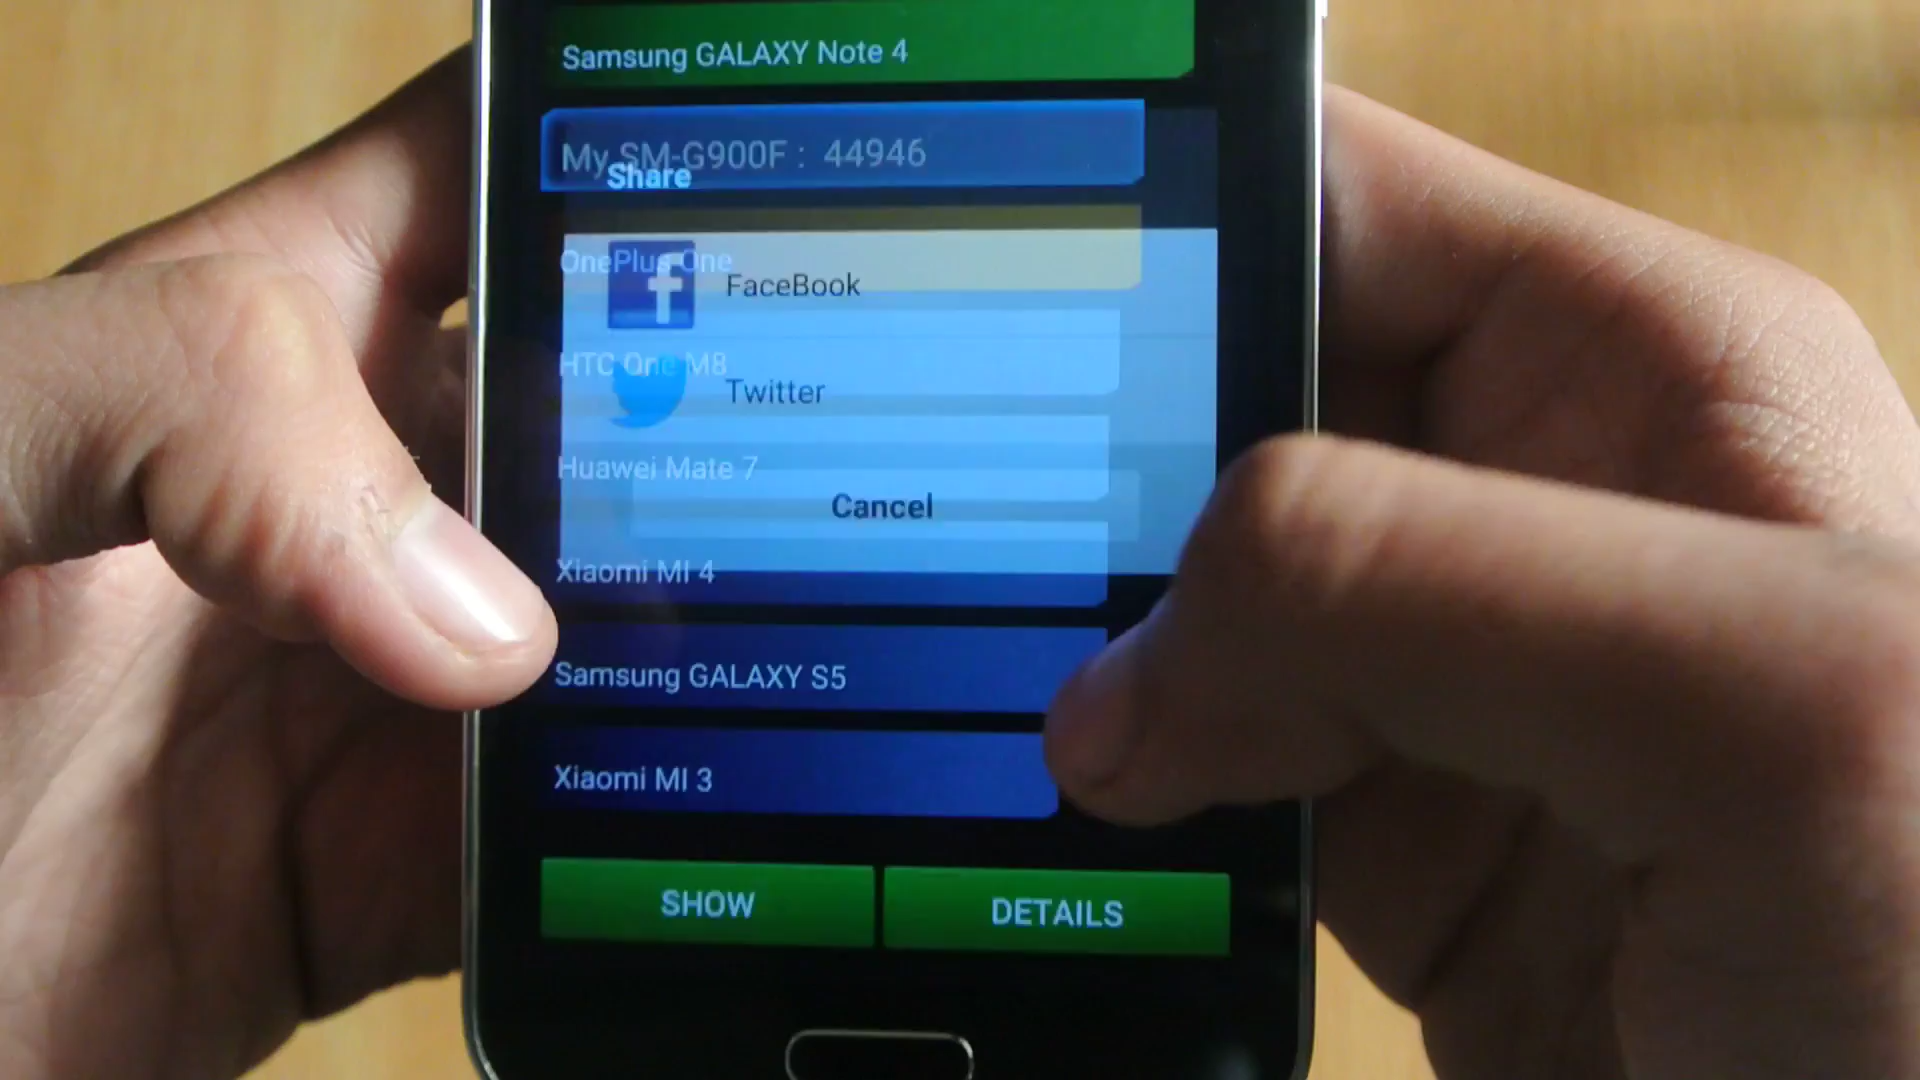 Samsung GALAXY Note 4
My SM-G900F : 44946
Share
OnePlus One
FaceBook
HTC One M8
Twitter
Huawei Mate 7
Cancel
Xiaomi MI 4
Samsung GALAXY S5
Xiaomi MI 3
SHOW
DETAILS